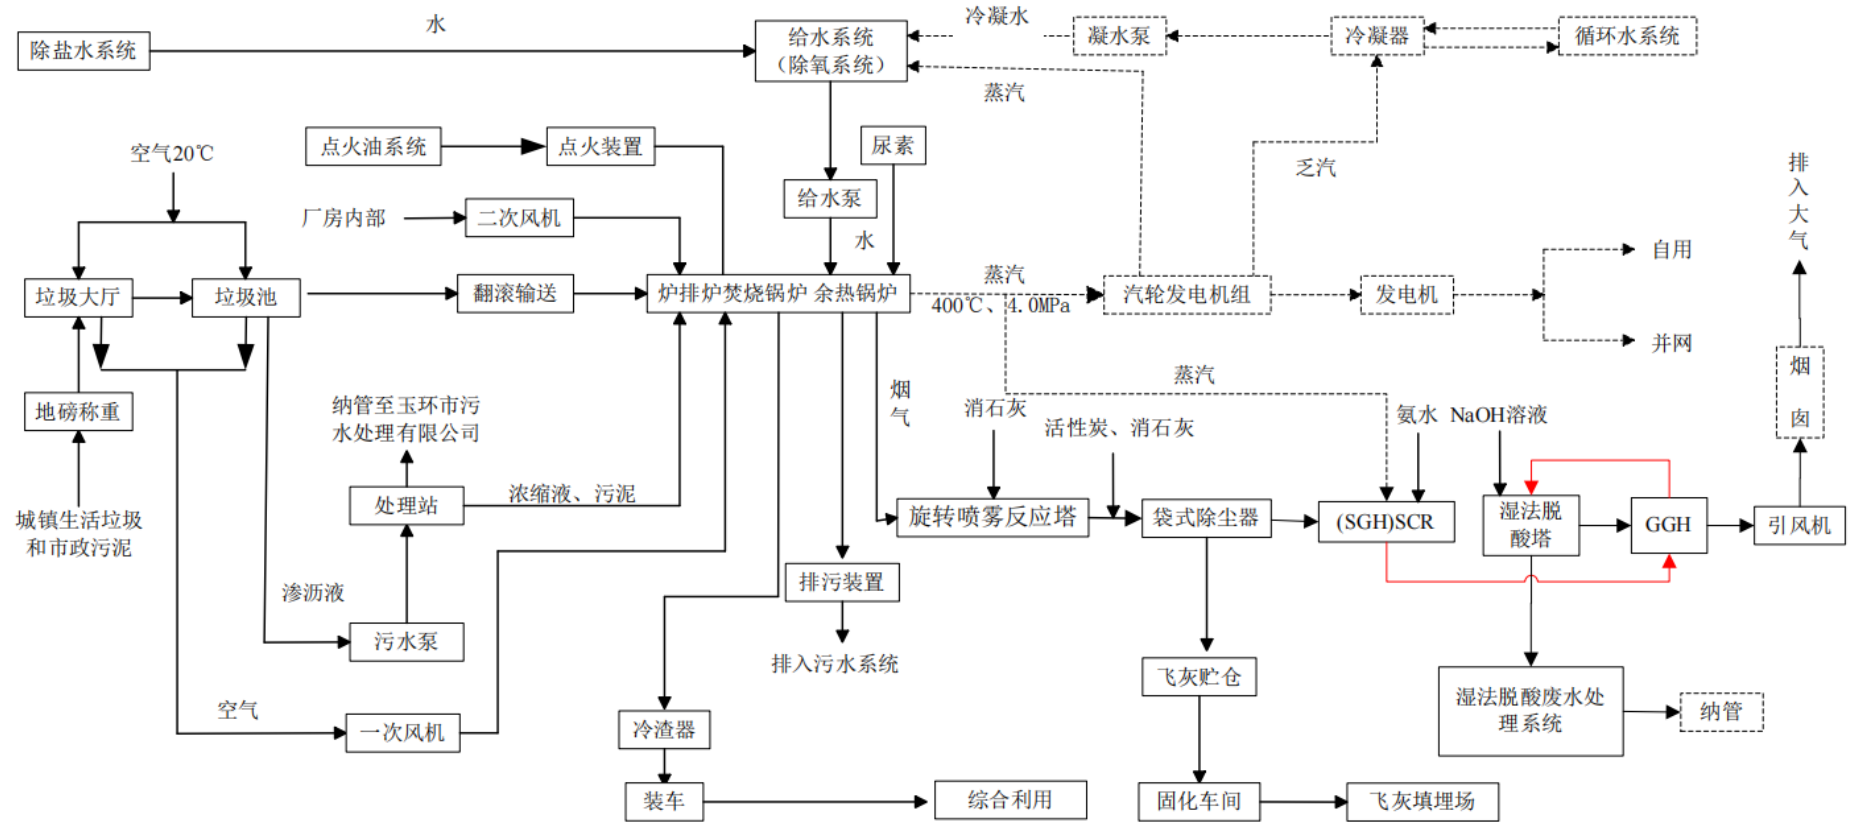 水
冷凝水
除盐水系统
给水系统
（除氧系统）
凝水泵
冷凝器
循环水系统
蒸汽
空气20℃
点火油系统
点火装置
尿素
乏汽
排
入
大
气
厂房内部
二次风机
给水泵
水
自用
垃圾大厅
垃圾池
翻滚输送
炉排炉焚烧锅炉 余热锅炉
蒸汽
400℃、4.0MPa
汽轮发电机组
发电机
并网
烟
囱
地磅称重
纳管至玉环市污
水处理有限公司
烟
气
蒸汽
消石灰
活性炭、消石灰
氨水
NaOH溶液
城镇生活垃圾
和市政污泥
处理站
浓缩液、污泥
旋转喷雾反应塔
袋式除尘器
(SGH)SCR
湿法脱
酸塔
GGH
引风机
渗沥液
污水泵
排污装置
排入污水系统
飞灰贮仓
湿法脱酸废水处
理系统
纳管
空气
一次风机
冷渣器
装车
综合利用
固化车间
飞灰填埋场